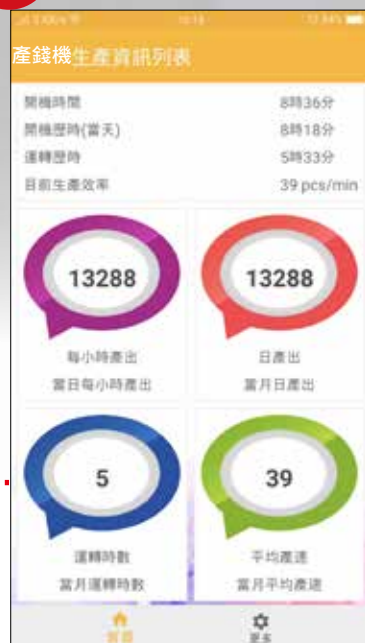 產錢機生產資訊列表
開機時間 8時36分
開機歷時(當天) 8時18分
運轉歷時 5時33分
目前生產效率 39 pcs/min
13288
每小時產出
當日每小時產出
13288
日產出
當月日產出
5
運轉時數
當月運轉時數
39
平均產速
當月平均產速
首頁
更多